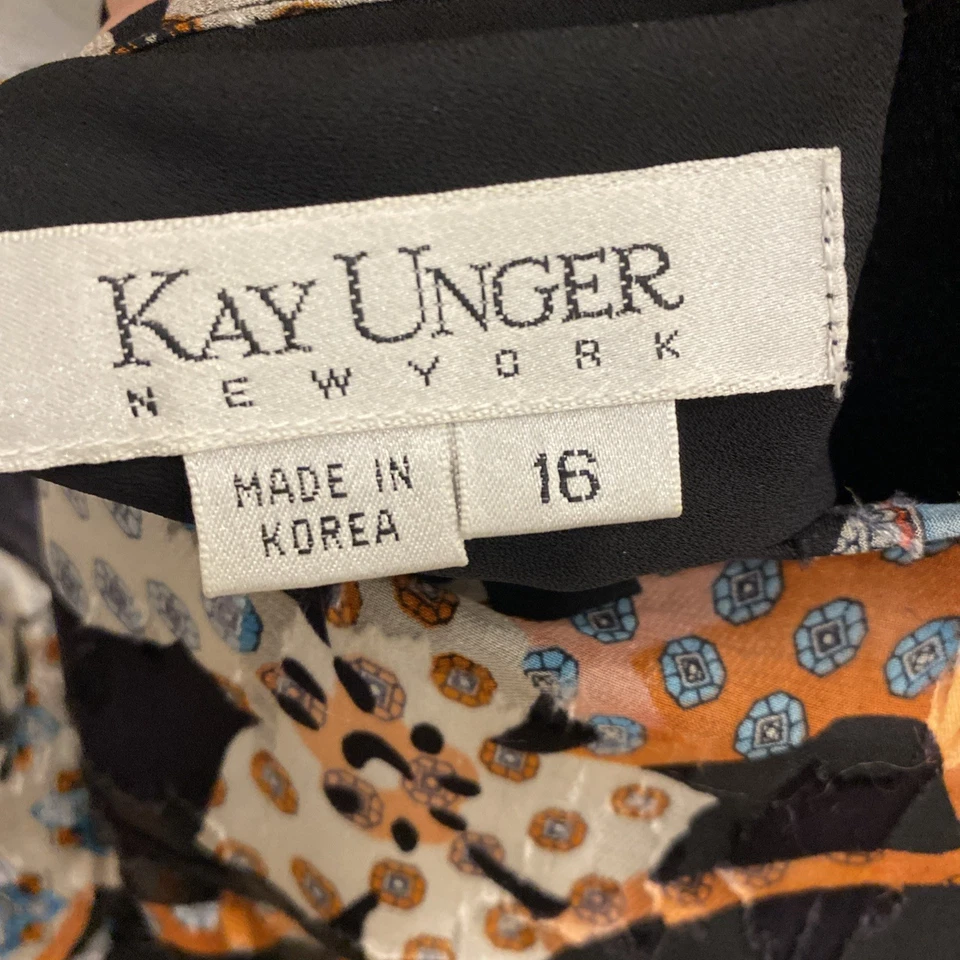 KAY UNGER
NEW YORK
MADE IN
KOREA
16